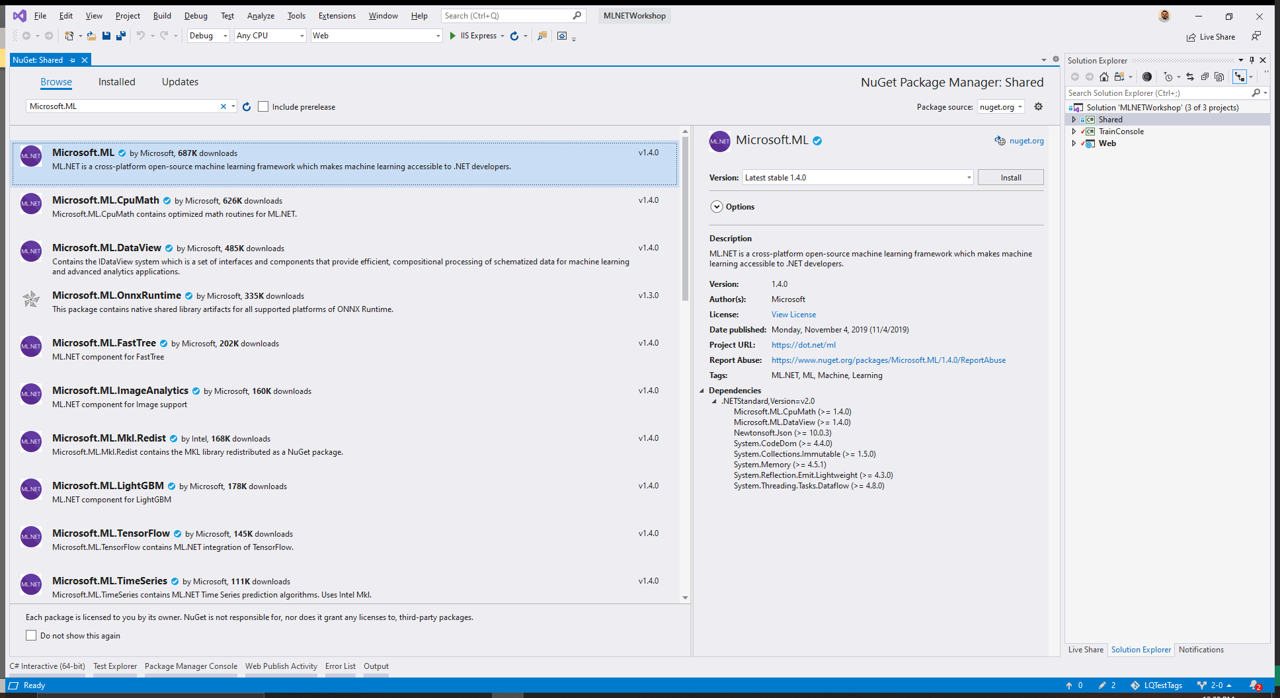 File Edit View Project Build Debug Test Analyze Tools Extensions Window Help Search (Ctrl+Q) MLNETWorkshop
Debug Any CPU Web IIS Express Live Share
NuGet: Shared
Browse Installed Updates
NuGet Package Manager: Shared
Microsoft.ML Include prerelease
Package source: nuget.org
ML.NET
Microsoft.ML by Microsoft, 687K downloads v1.4.0
ML.NET is a cross-platform open-source machine learning framework which makes machine learning accessible to .NET developers.
ML.NET
Microsoft.ML.CpuMath by Microsoft, 626K downloads v1.4.0
Microsoft.ML.CpuMath contains optimized math routines for ML.NET.
ML.NET
Microsoft.ML.DataView by Microsoft, 485K downloads v1.4.0
Contains the IDataView system which is a set of interfaces and components that provide efficient, compositional processing of schematized data for machine learning
and advanced analytics applications.
Microsoft.ML.OnnxRuntime by Microsoft, 335K downloads v1.3.0
This package contains native shared library artifacts for all supported platforms of ONNX Runtime.
ML.NET
Microsoft.ML.FastTree by Microsoft, 202K downloads v1.4.0
ML.NET component for FastTree
ML.NET
Microsoft.ML.ImageAnalytics by Microsoft, 160K downloads v1.4.0
ML.NET component for Image support
ML.NET
Microsoft.ML.Mkl.Redist by Intel, 168K downloads v1.4.0
Microsoft.ML.Mkl.Redist contains the MKL library redistributed as a NuGet package.
ML.NET
Microsoft.ML.LightGBM by Microsoft, 178K downloads v1.4.0
ML.NET component for LightGBM
ML.NET
Microsoft.ML.TensorFlow by Microsoft, 145K downloads v1.4.0
Microsoft.ML.TensorFlow contains ML.NET integration of TensorFlow.
ML.NET
Microsoft.ML.TimeSeries by Microsoft, 111K downloads v1.4.0
Microsoft.ML.TimeSeries contains ML.NET Time Series prediction algorithms. Uses Intel Mkl.
Each package is licensed to you by its owner. NuGet is not responsible for, nor does it grant any licenses to, third-party packages.
Do not show this again
ML.NET
Microsoft.ML nuget.org
Version: Latest stable 1.4.0 Install
Options
Description
ML.NET is a cross-platform open-source machine learning framework which makes machine
learning accessible to .NET developers.
Version: 1.4.0
Author(s): Microsoft
License: View License
Date published: Monday, November 4, 2019 (11/4/2019)
Project URL: https://dot.net/ml
Report Abuse: https://www.nuget.org/packages/Microsoft.ML/1.4.0/ReportAbuse
Tags: ML.NET, ML, Machine, Learning
Dependencies
.NETStandard,Version=v2.0
Microsoft.ML.CpuMath (>= 1.4.0)
Microsoft.ML.DataView (>= 1.4.0)
Newtonsoft.Json (>= 10.0.3)
System.CodeDom (>= 4.4.0)
System.Collections.Immutable (>= 1.5.0)
System.Memory (>= 4.5.1)
System.Reflection.Emit.Lightweight (>= 4.3.0)
System.Threading.Tasks.Dataflow (>= 4.8.0)
Solution Explorer
Search Solution Explorer (Ctrl+;)
Solution 'MLNETWorkshop' (3 of 3 projects)
Shared
TrainConsole
Web
Live Share Solution Explorer Notifications
C# Interactive (64-bit) Test Explorer Package Manager Console Web Publish Activity Error List Output
Ready 0 2 LQTestTags 2-0 2